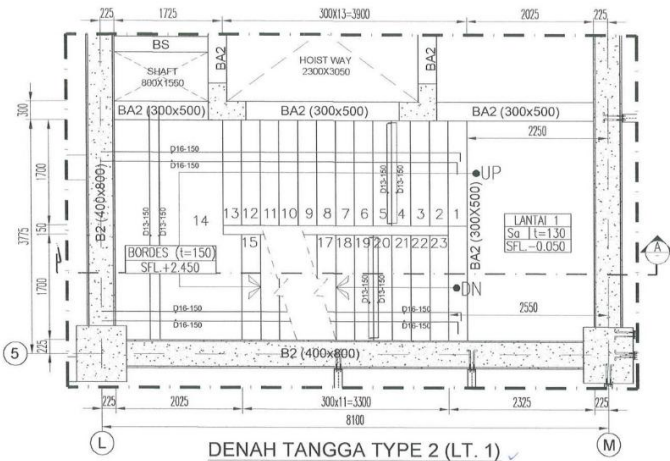 225 1725 300X13=3900 2025 225
BS
SHAFT
800X1550
BA2
HOIST WAY
2300X3050
BA2
300
BA2 (300x500) BA2 (300x500) BA2 (300x500)
2250
D16-150
D16-150
UP
1700
D13-150
D13-150
13 12 11 10 9 8 7 6 5 4 3 2 1
14
B2 (400x800)
D13-150
D13-150
BA2 (300X500)
LANTAI 1
Sa lt=130
SFL.-0.050
A
150
3775
15 17 18 19 20 21 22 23
BORDES (t=150)
SFL.+2.450
D13-150
D13-150
DN
1700
D16-150
D16-150
2550
225
5
B2 (400x800)
225 2025 300x11=3300 2325 225
8100
L M
DENAH TANGGA TYPE 2 (LT. 1)